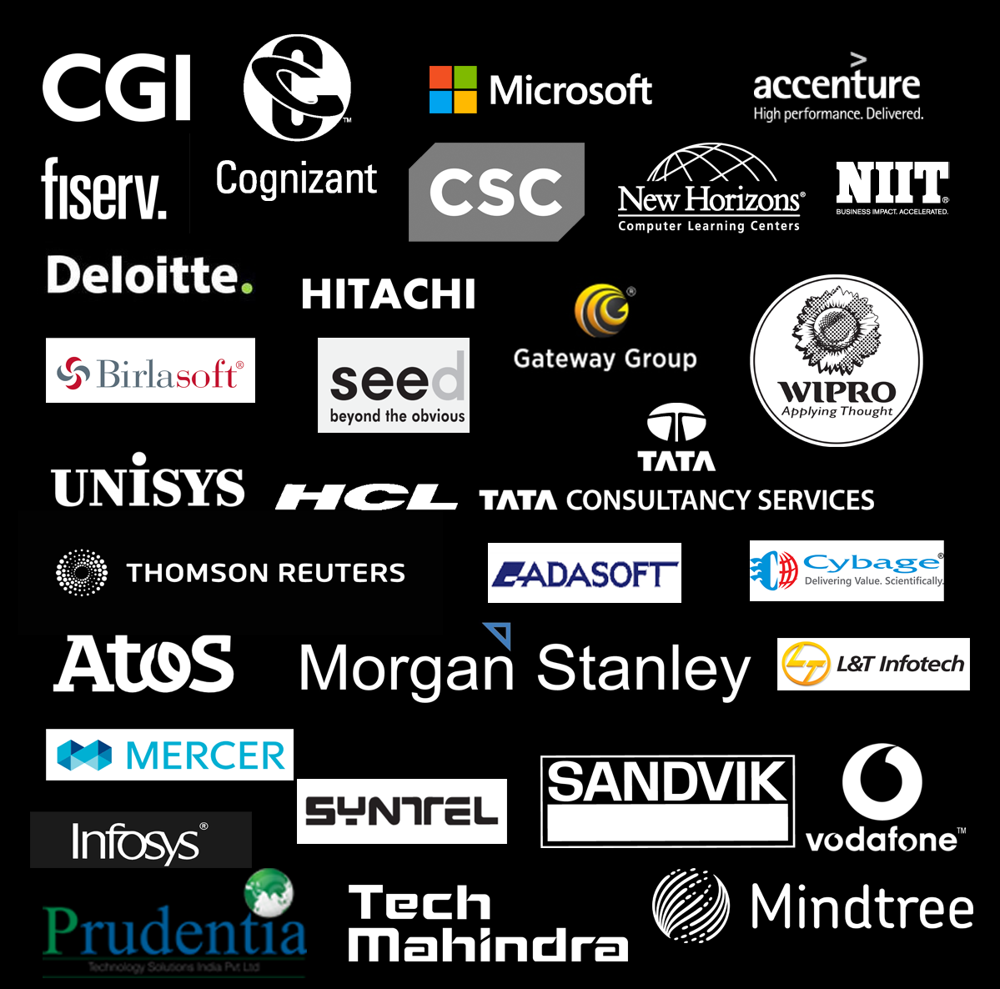 CGI
Cognizant™
Microsoft
>
accenture
High performance. Delivered.
fiserv.
CSC
New Horizons®
Computer Learning Centers
NIIT®
BUSINESS IMPACT. ACCELERATED.
Deloitte.
HITACHI
Gateway Group
®
WIPRO
Applying Thought
Birlasoft®
seed
beyond the obvious
TATA
UNiSYS
HCL
TATA CONSULTANCY SERVICES
THOMSON REUTERS
EADASOFT
Cybage®
Delivering Value. Scientifically.
AtoS
Morgan Stanley
LT L&T Infotech
MERCER
SYNTEL
SANDVIK
vodafone™
Infosys®
Prudentia
Technology Solutions India Pvt Ltd
Tech
Mahindra
Mindtree